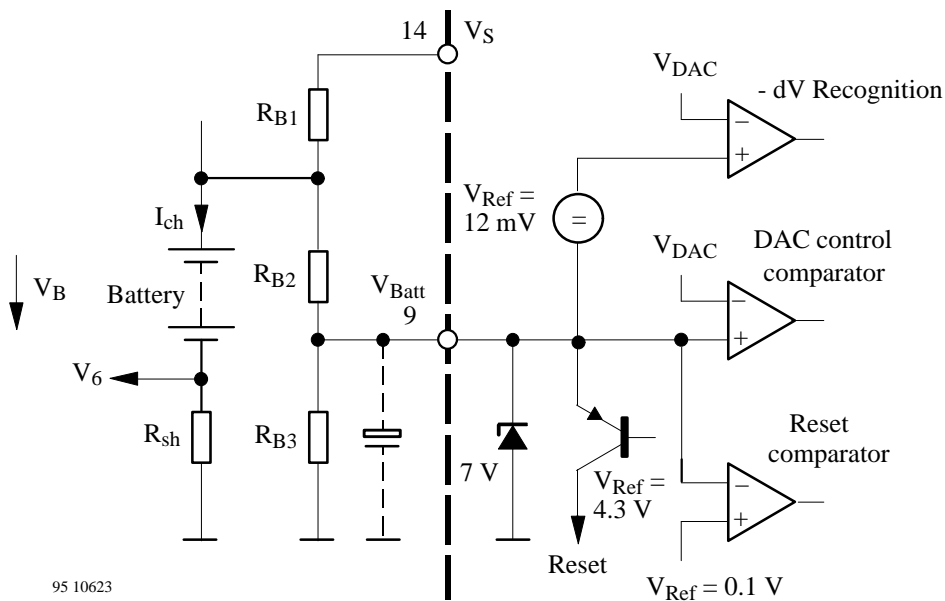 14
VS
VDAC
- dV Recognition
−
+
RB1
VRef =
12 mV
=
Ich
VDAC
DAC control
comparator
VB
Battery
RB2
VBatt
9
−
+
V6
Rsh
RB3
7 V
VRef =
4.3 V
Reset
comparator
−
+
Reset
VRef = 0.1 V
95 10623